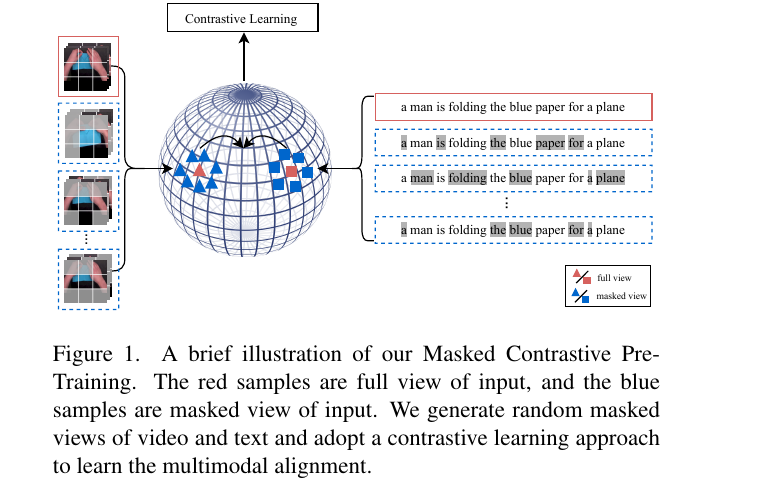 Contrastive Learning
a man is folding the blue paper for a plane
a man is folding the blue paper for a plane
a man is folding the blue paper for a plane
⋮
⋮
a man is folding the blue paper for a plane
full view
masked view
Figure 1. A brief illustration of our Masked Contrastive Pre-
Training. The red samples are full view of input, and the blue
samples are masked view of input. We generate random masked
views of video and text and adopt a contrastive learning approach
to learn the multimodal alignment.